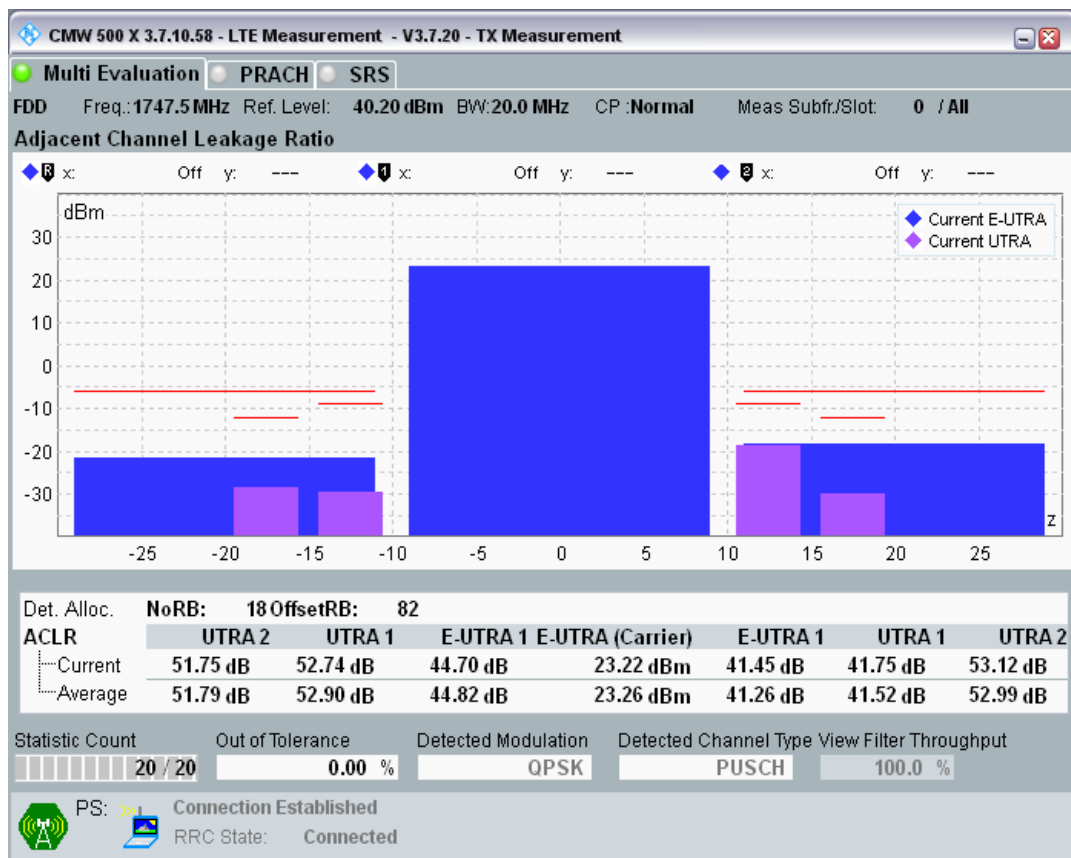 CMW 500 X 3.7.10.58 - LTE Measurement - V3.7.20 - TX Measurement
Multi Evaluation PRACH SRS
FDD Freq.:1747.5 MHz Ref. Level: 40.20 dBm BW:20.0 MHz CP :Normal Meas Subfr./Slot: 0 / All
Adjacent Channel Leakage Ratio
R x: Off y: --- 1 x: Off y: --- 2 x: Off y: ---
dBm
Current E-UTRA
Current UTRA
30
20
10
0
-10
-20
-30
z
-25 -20 -15 -10 -5 0 5 10 15 20 25
Det. Alloc. NoRB: 18 OffsetRB: 82
ACLR UTRA 2 UTRA 1 E-UTRA 1 E-UTRA (Carrier) E-UTRA 1 UTRA 1 UTRA 2
Current 51.75 dB 52.74 dB 44.70 dB 23.22 dBm 41.45 dB 41.75 dB 53.12 dB
Average 51.79 dB 52.90 dB 44.82 dB 23.26 dBm 41.26 dB 41.52 dB 52.99 dB
Statistic Count Out of Tolerance Detected Modulation Detected Channel Type View Filter Throughput
20 / 20 0.00 % QPSK PUSCH 100.0 %
PS: Connection Established
RRC State: Connected